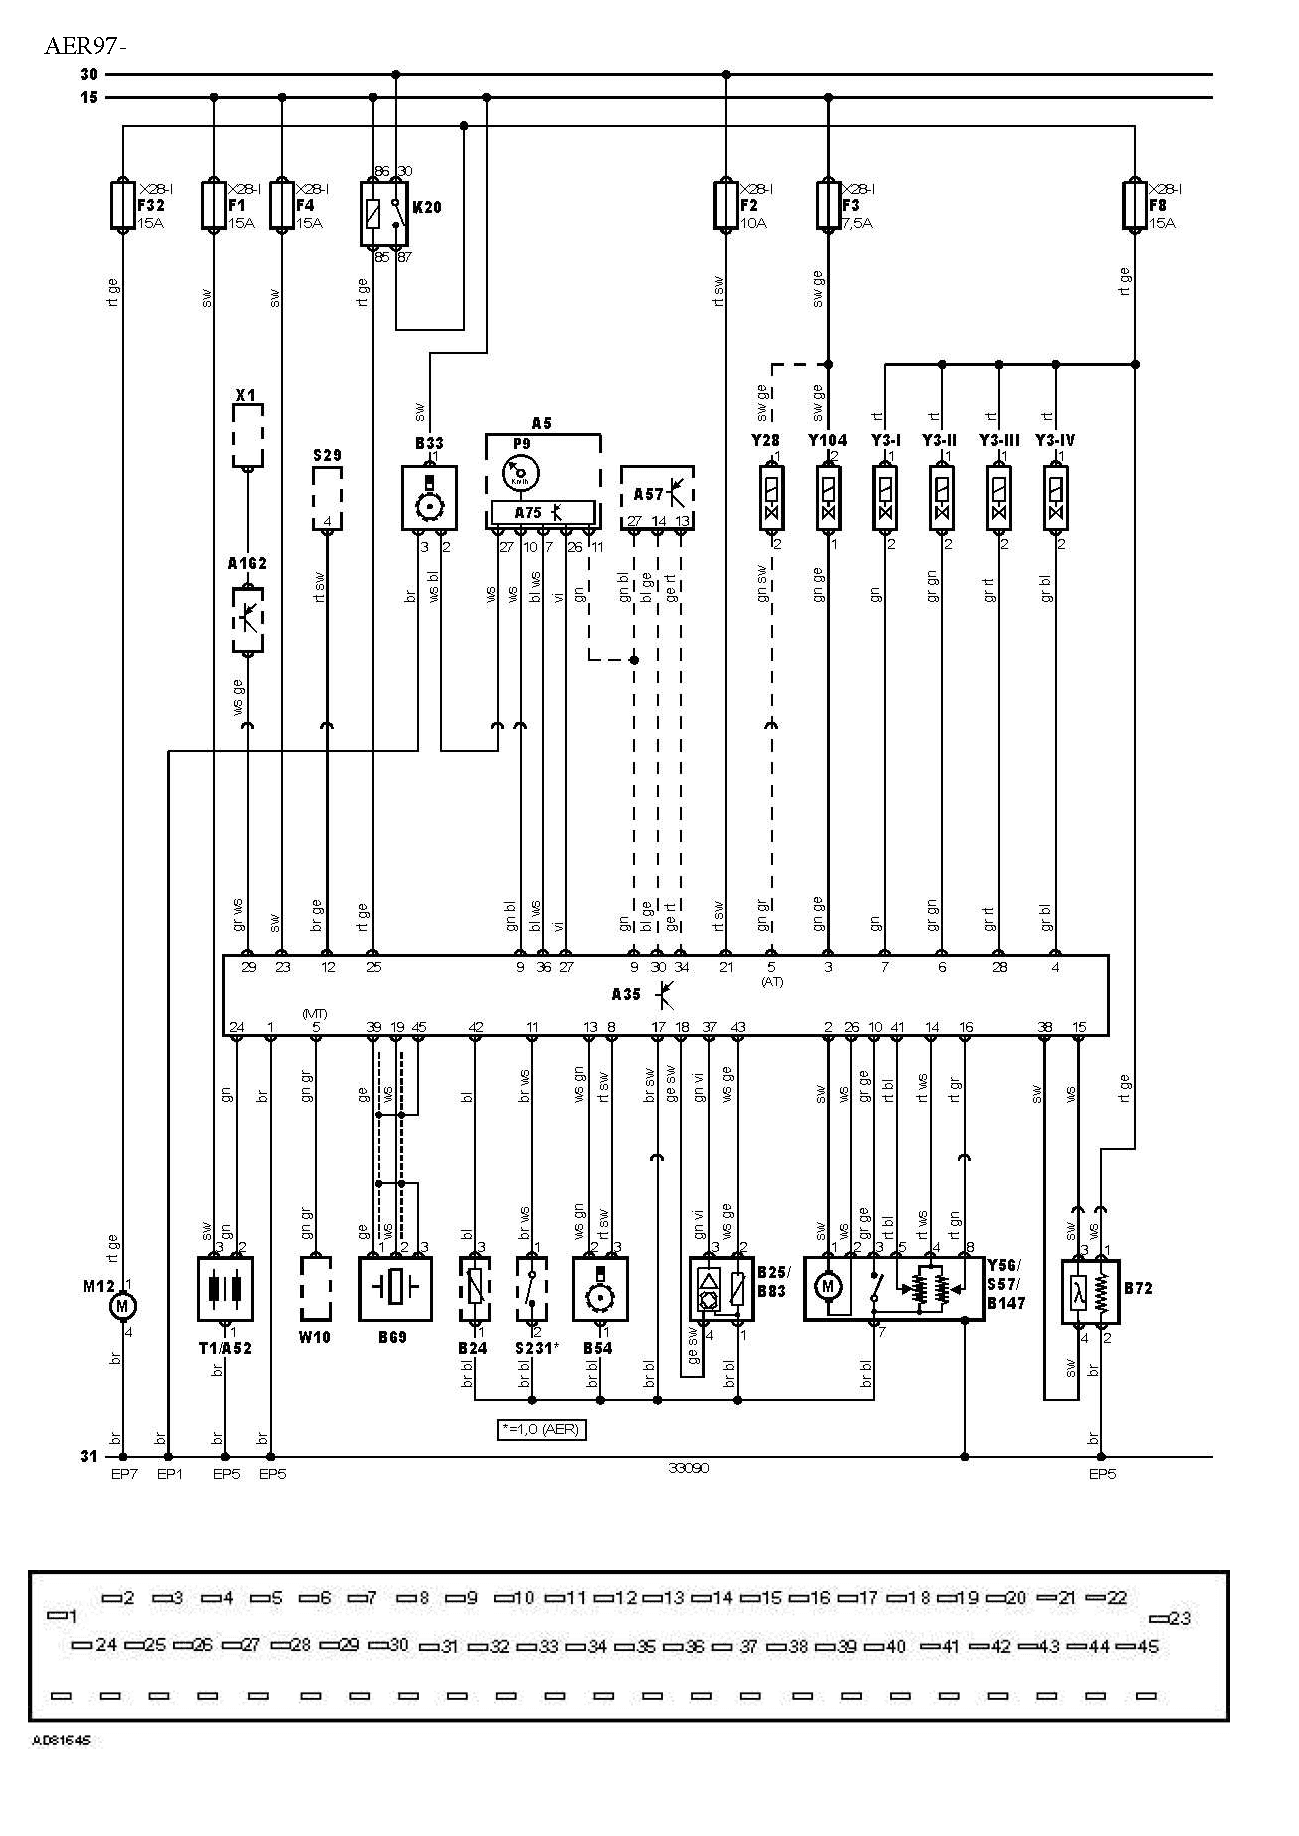 AER97-
30
15
X28-I X28-I X28-I X28-I X28-I X28-I
F32 F1 F4 K20 F2 F3 F8
15A 15A 15A 10A 7,5A 15A
86 30
85 87
rt ge sw sw rt ge rt sw sw ge rt ge
sw sw ge sw ge rt rt rt rt
X1 S29 B33 A5 Y28 Y104 Y3-I Y3-II Y3-III Y3-IV
P9
Km/h
A75
A57
1 1 2 1 1 1 1
4 27 14 13
3 2 27 10 7 26 11 2 1 2 2 2 2
A162
rt sw br ws bl ws ws bl ws vi gn gn bl bl ge ge rt gn sw gn ge gn gr gn gr rt gr bl
ws ge
gr ws sw br ge rt ge gn bl bl ws vi gn bl ge ge rt rt sw gn gr gn ge gn gr gn gr rt gr bl
29 23 12 25 9 36 27 9 30 34 21 5 3 7 6 28 4
(AT)
A35
(MT)
24 1 5 39 19 45 42 11 13 8 17 18 37 43 2 26 10 41 14 16 38 15
gn br gn gr ge ws bl br ws ws gn rt sw br sw ge sw gn vi ws ge sw ws gr ge rt bl rt ws rt gr sw ws rt ge
rt ge sw gn gn gr ge ws bl br ws ws gn rt sw gn vi ws ge sw ws gr ge rt bl rt ws rt gn sw ws
1 3 2 1 2 3 3 1 2 3 3 2 1 2 3 5 4 8 3 1
M12 M B25/ M Y56/ λ B72
B83 S57/
B147
4 1 1 2 1 4 1 7 4 2
T1/A52 W10 B69 B24 S231* B54
br br br bl br bl br bl ge sw br bl br bl sw br
*=1,0 (AER)
br br br br br
31
EP7 EP1 EP5 EP5 33090 EP5
2 3 4 5 6 7 8 9 10 11 12 13 14 15 16 17 18 19 20 21 22
1 23
24 25 26 27 28 29 30 31 32 33 34 35 36 37 38 39 40 41 42 43 44 45
AD81645